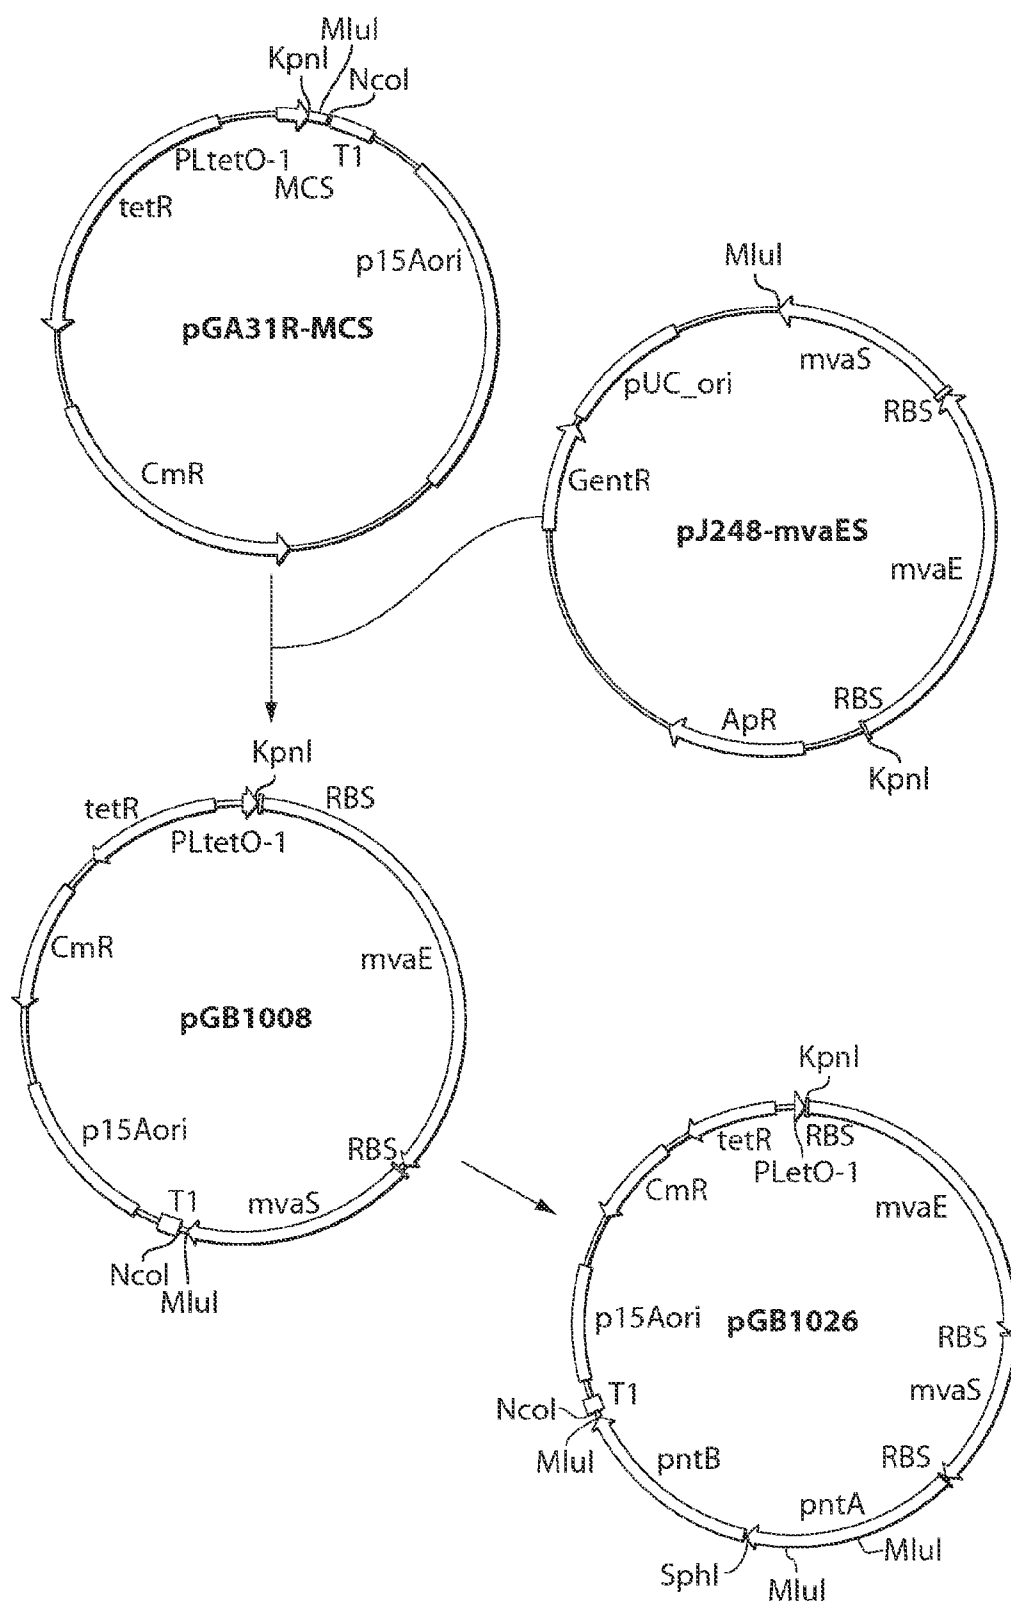 MluI
KpnI
NcoI
PLtetO-1
T1
MCS
tetR
p15Aori
pGA31R-MCS
CmR
MluI
mvaS
pUC_ori
RBS
GentR
pJ248-mvaES
mvaE
RBS
ApR
KpnI
KpnI
RBS
tetR
PLtetO-1
CmR
mvaE
pGB1008
p15Aori
RBS
T1
mvaS
NcoI
MluI
KpnI
tetR
RBS
PLetO-1
CmR
mvaE
p15Aori
pGB1026
RBS
T1
mvaS
NcoI
MluI
pntB
RBS
pntA
MluI
SphI
MluI